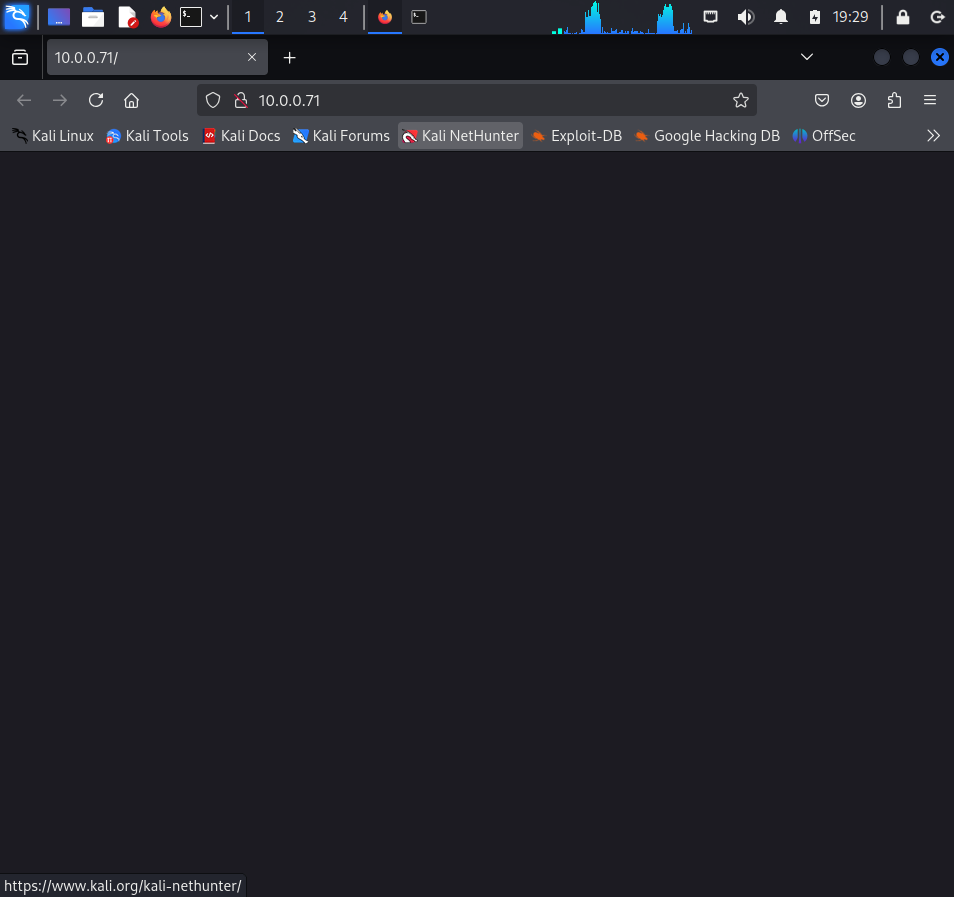 1 2 3 4 19:29
10.0.0.71/
10.0.0.71
Kali Linux Kali Tools Kali Docs Kali Forums Kali NetHunter Exploit-DB Google Hacking DB OffSec
https://www.kali.org/kali-nethunter/